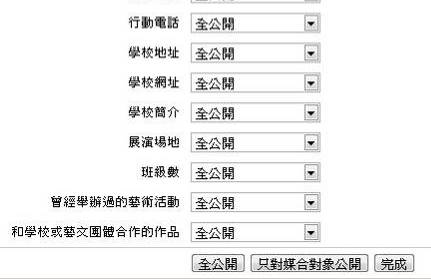 行動電話 全公開
學校地址 全公開
學校網址 全公開
學校簡介 全公開
展演場地 全公開
班級數 全公開
曾經舉辦過的藝術活動 全公開
和學校或藝文團體合作的作品 全公開
全公開 只對媒合對象公開 完成